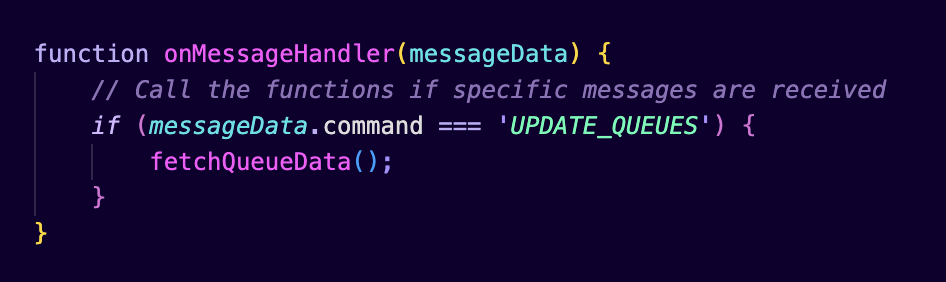 function onMessageHandler(messageData) {
    // Call the functions if specific messages are received
    if (messageData.command === 'UPDATE_QUEUES') {
        fetchQueueData();
    }
}